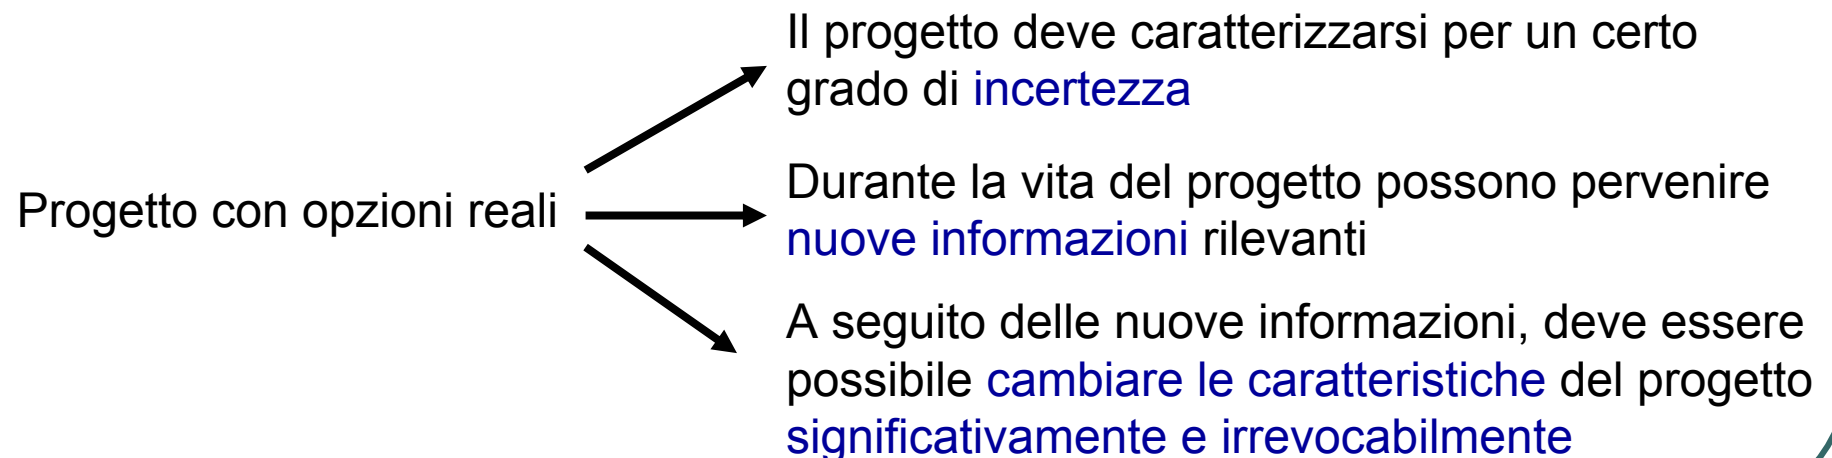 Il progetto deve caratterizzarsi per un certo
grado di incertezza
Progetto con opzioni reali
Durante la vita del progetto possono pervenire
nuove informazioni rilevanti
A seguito delle nuove informazioni, deve essere
possibile cambiare le caratteristiche del progetto
significativamente e irrevocabilmente